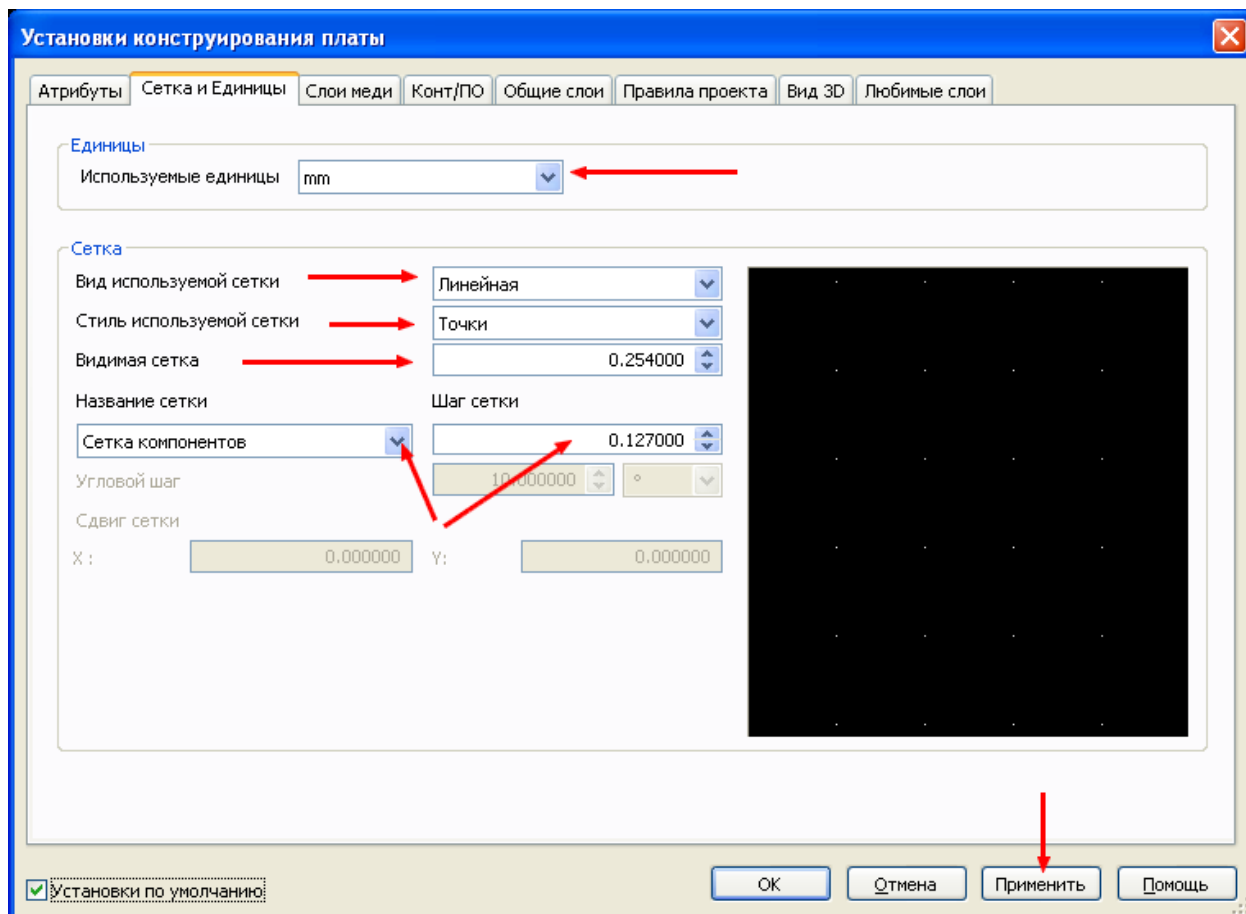 Установки конструирования платы
Атрибуты Сетка и Единицы Слои меди Конт/ПО Общие слои Правила проекта Вид 3D Любимые слои
Единицы
Используемые единицы mm
Сетка
Вид используемой сетки Линейная
Стиль используемой сетки Точки
Видимая сетка 0.254000
Название сетки Шаг сетки
Сетка компонентов 0.127000
Угловой шаг 10.000000 °
Сдвиг сетки
X : 0.000000 Y: 0.000000
Установки по умолчанию OK Отмена Применить Помощь